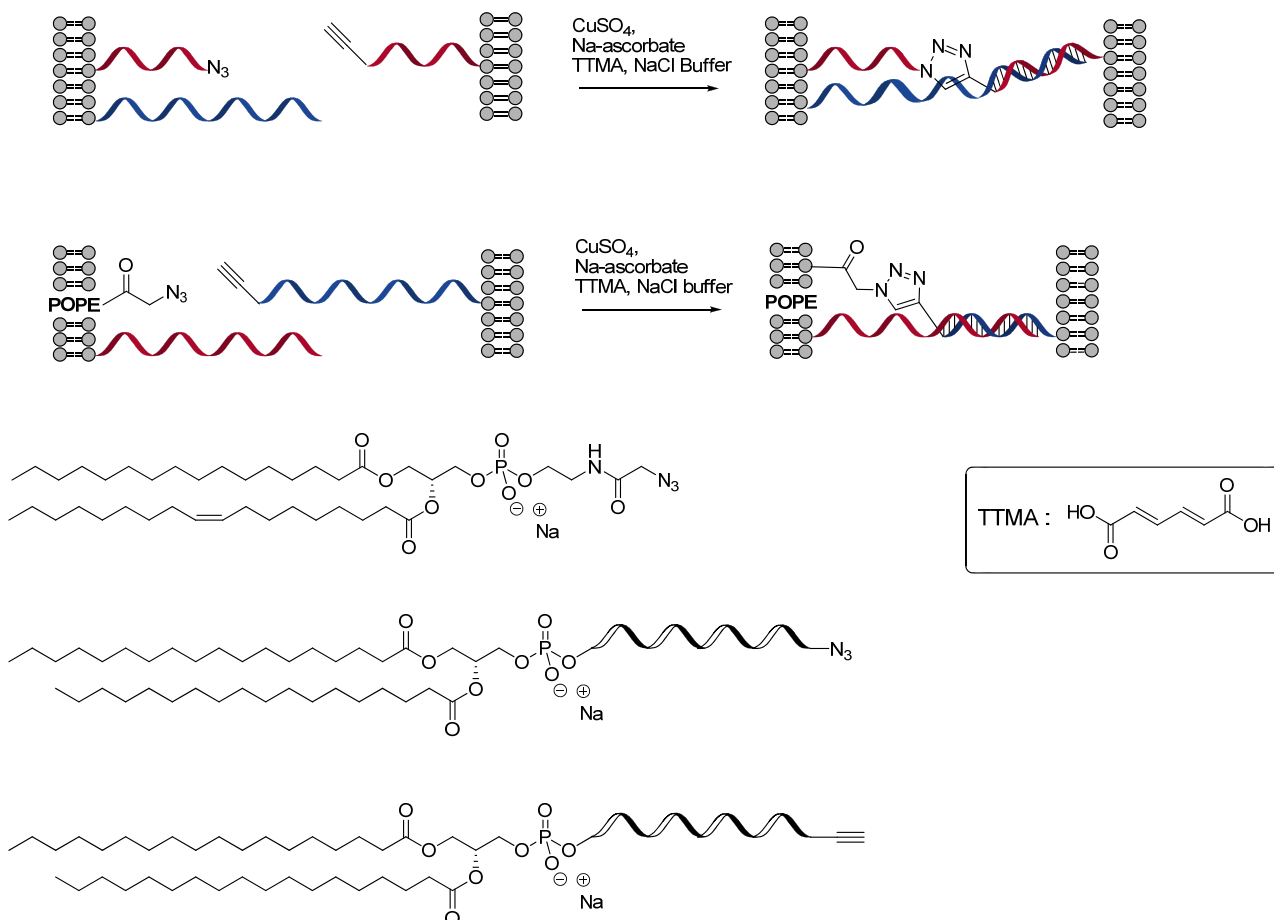 CuSO4,
Na-ascorbate
TTMA, NaCl Buffer
N3
N N
N
CuSO4,
Na-ascorbate
TTMA, NaCl buffer
O
N3
POPE
O
N N
N
POPE
O
O
O
O
P
O
O
O
H
N
O
N3
Na
TTMA :
HO
O
O
OH
O
O
O
O
O
P
O
O
N3
Na
O
O
O
O
O
P
O
O
Na